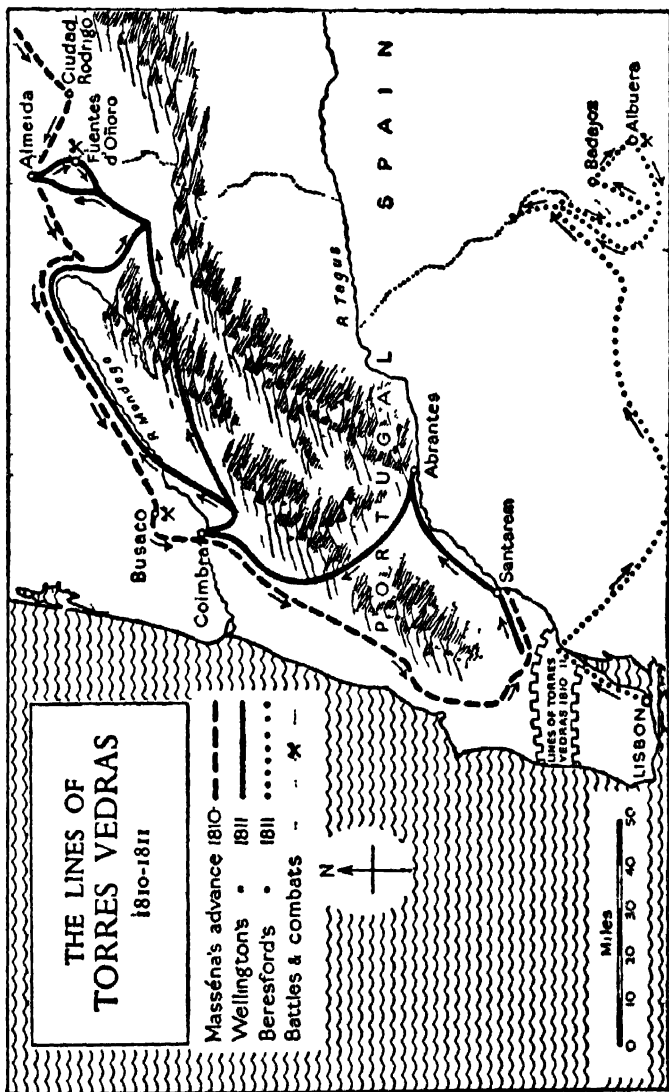 THE LINES OF
TORRES VEDRAS
1810-1811
Masséna's advance 1810
Wellington's " 1811
Beresford's " 1811
Battles & combats
N
Miles
0 10 20 30 40 50
Almeida
Ciudad
Rodrigo
Fuentes
d'Oñoro
R Mondego
Busaco
Coimbra
PORTUGAL
SPAIN
R Tagus
Abrantes
Santarem
LINES OF TORRES
VEDRAS 1810 11
LISBON
Badajoz
Albuera